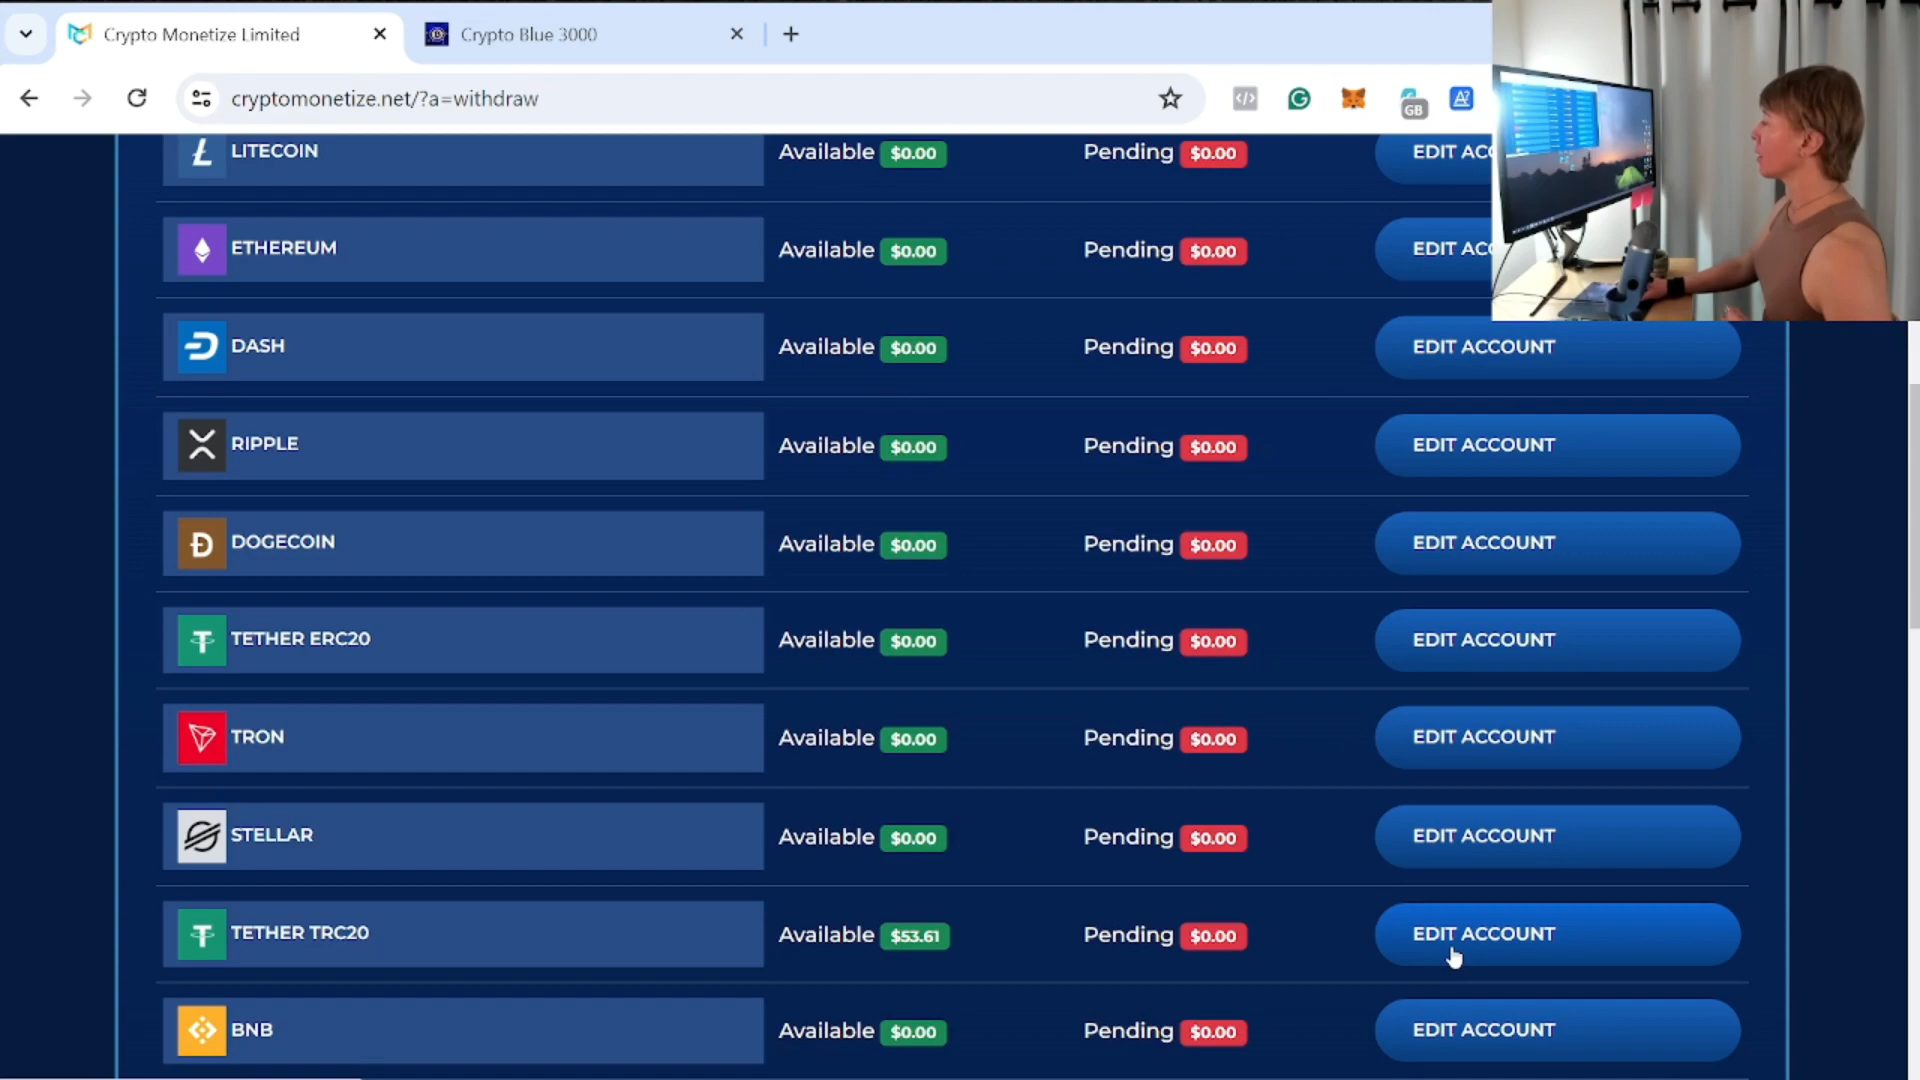 Crypto Monetize Limited
Crypto Blue 3000
cryptomonetize.net/?a=withdraw
GB
LITECOIN Available $0.00 Pending $0.00 EDIT ACC
ETHEREUM Available $0.00 Pending $0.00 EDIT ACC
DASH Available $0.00 Pending $0.00 EDIT ACCOUNT
RIPPLE Available $0.00 Pending $0.00 EDIT ACCOUNT
DOGECOIN Available $0.00 Pending $0.00 EDIT ACCOUNT
TETHER ERC20 Available $0.00 Pending $0.00 EDIT ACCOUNT
TRON Available $0.00 Pending $0.00 EDIT ACCOUNT
STELLAR Available $0.00 Pending $0.00 EDIT ACCOUNT
TETHER TRC20 Available $53.61 Pending $0.00 EDIT ACCOUNT
BNB Available $0.00 Pending $0.00 EDIT ACCOUNT